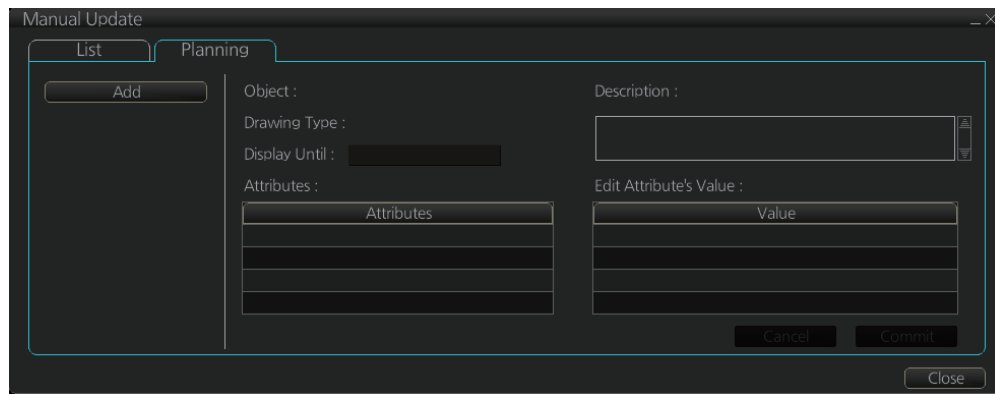 Manual Update
List
Planning
Add
Object :
Description :
Drawing Type :
Display Until :
Attributes :
Edit Attribute's Value :
Attributes
Value
Cancel
Commit
Close